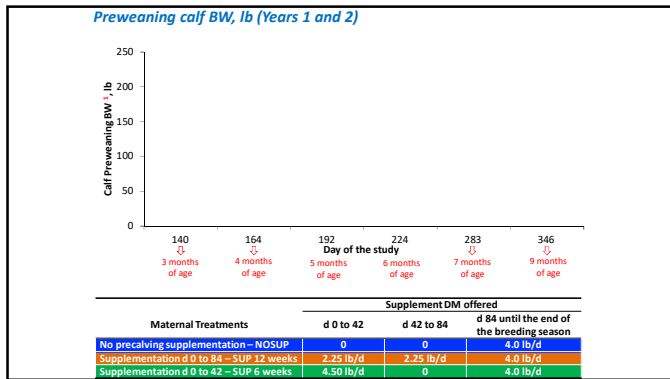 Preweaning calf BW, lb (Years 1 and 2)
250
200
150
100
50
0
Calf Preweaning BW ¹, lb
140 164 192 224 283 346
Day of the study
3 months of age
4 months of age
5 months of age
6 months of age
7 months of age
9 months of age
Supplement DM offered
Maternal Treatments d 0 to 42 d 42 to 84 d 84 until the end of the breeding season
No precalving supplementation – NOSUP 0 0 4.0 lb/d
Supplementation d 0 to 84 – SUP 12 weeks 2.25 lb/d 2.25 lb/d 4.0 lb/d
Supplementation d 0 to 42 – SUP 6 weeks 4.50 lb/d 0 4.0 lb/d